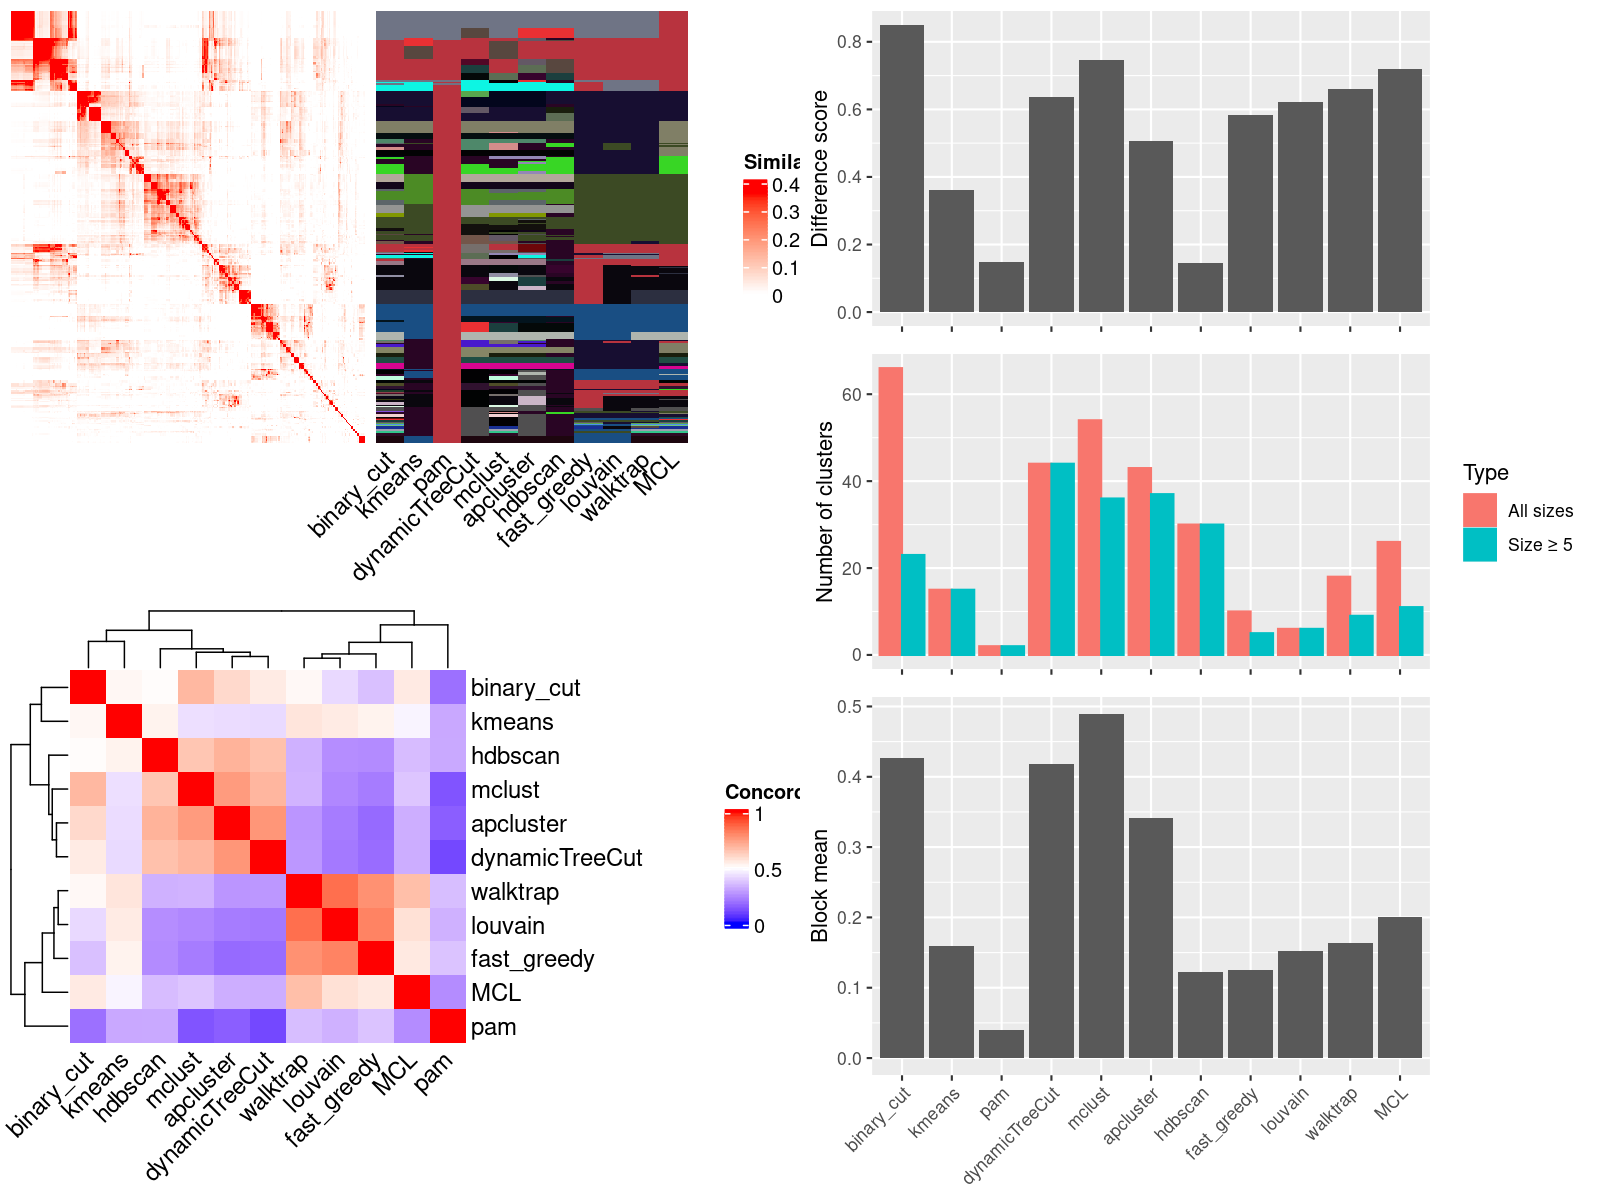 Simila
0.4
0.3
0.2
0.1
0
binary_cut
kmeans
pam
dynamicTreeCut
mclust
apcluster
hdbscan
fast_greedy
louvain
walktrap
MCL
binary_cut
kmeans
hdbscan
mclust
apcluster
dynamicTreeCut
walktrap
louvain
fast_greedy
MCL
pam
binary_cut
kmeans
hdbscan
mclust
apcluster
dynamicTreeCut
walktrap
louvain
fast_greedy
MCL
pam
Concord
1
0.5
0
Difference score
0.8
0.6
0.4
0.2
0.0
Number of clusters
60
40
20
0
Type
All sizes
Size ≥ 5
Block mean
0.5
0.4
0.3
0.2
0.1
0.0
binary_cut
kmeans
pam
dynamicTreeCut
mclust
apcluster
hdbscan
fast_greedy
louvain
walktrap
MCL